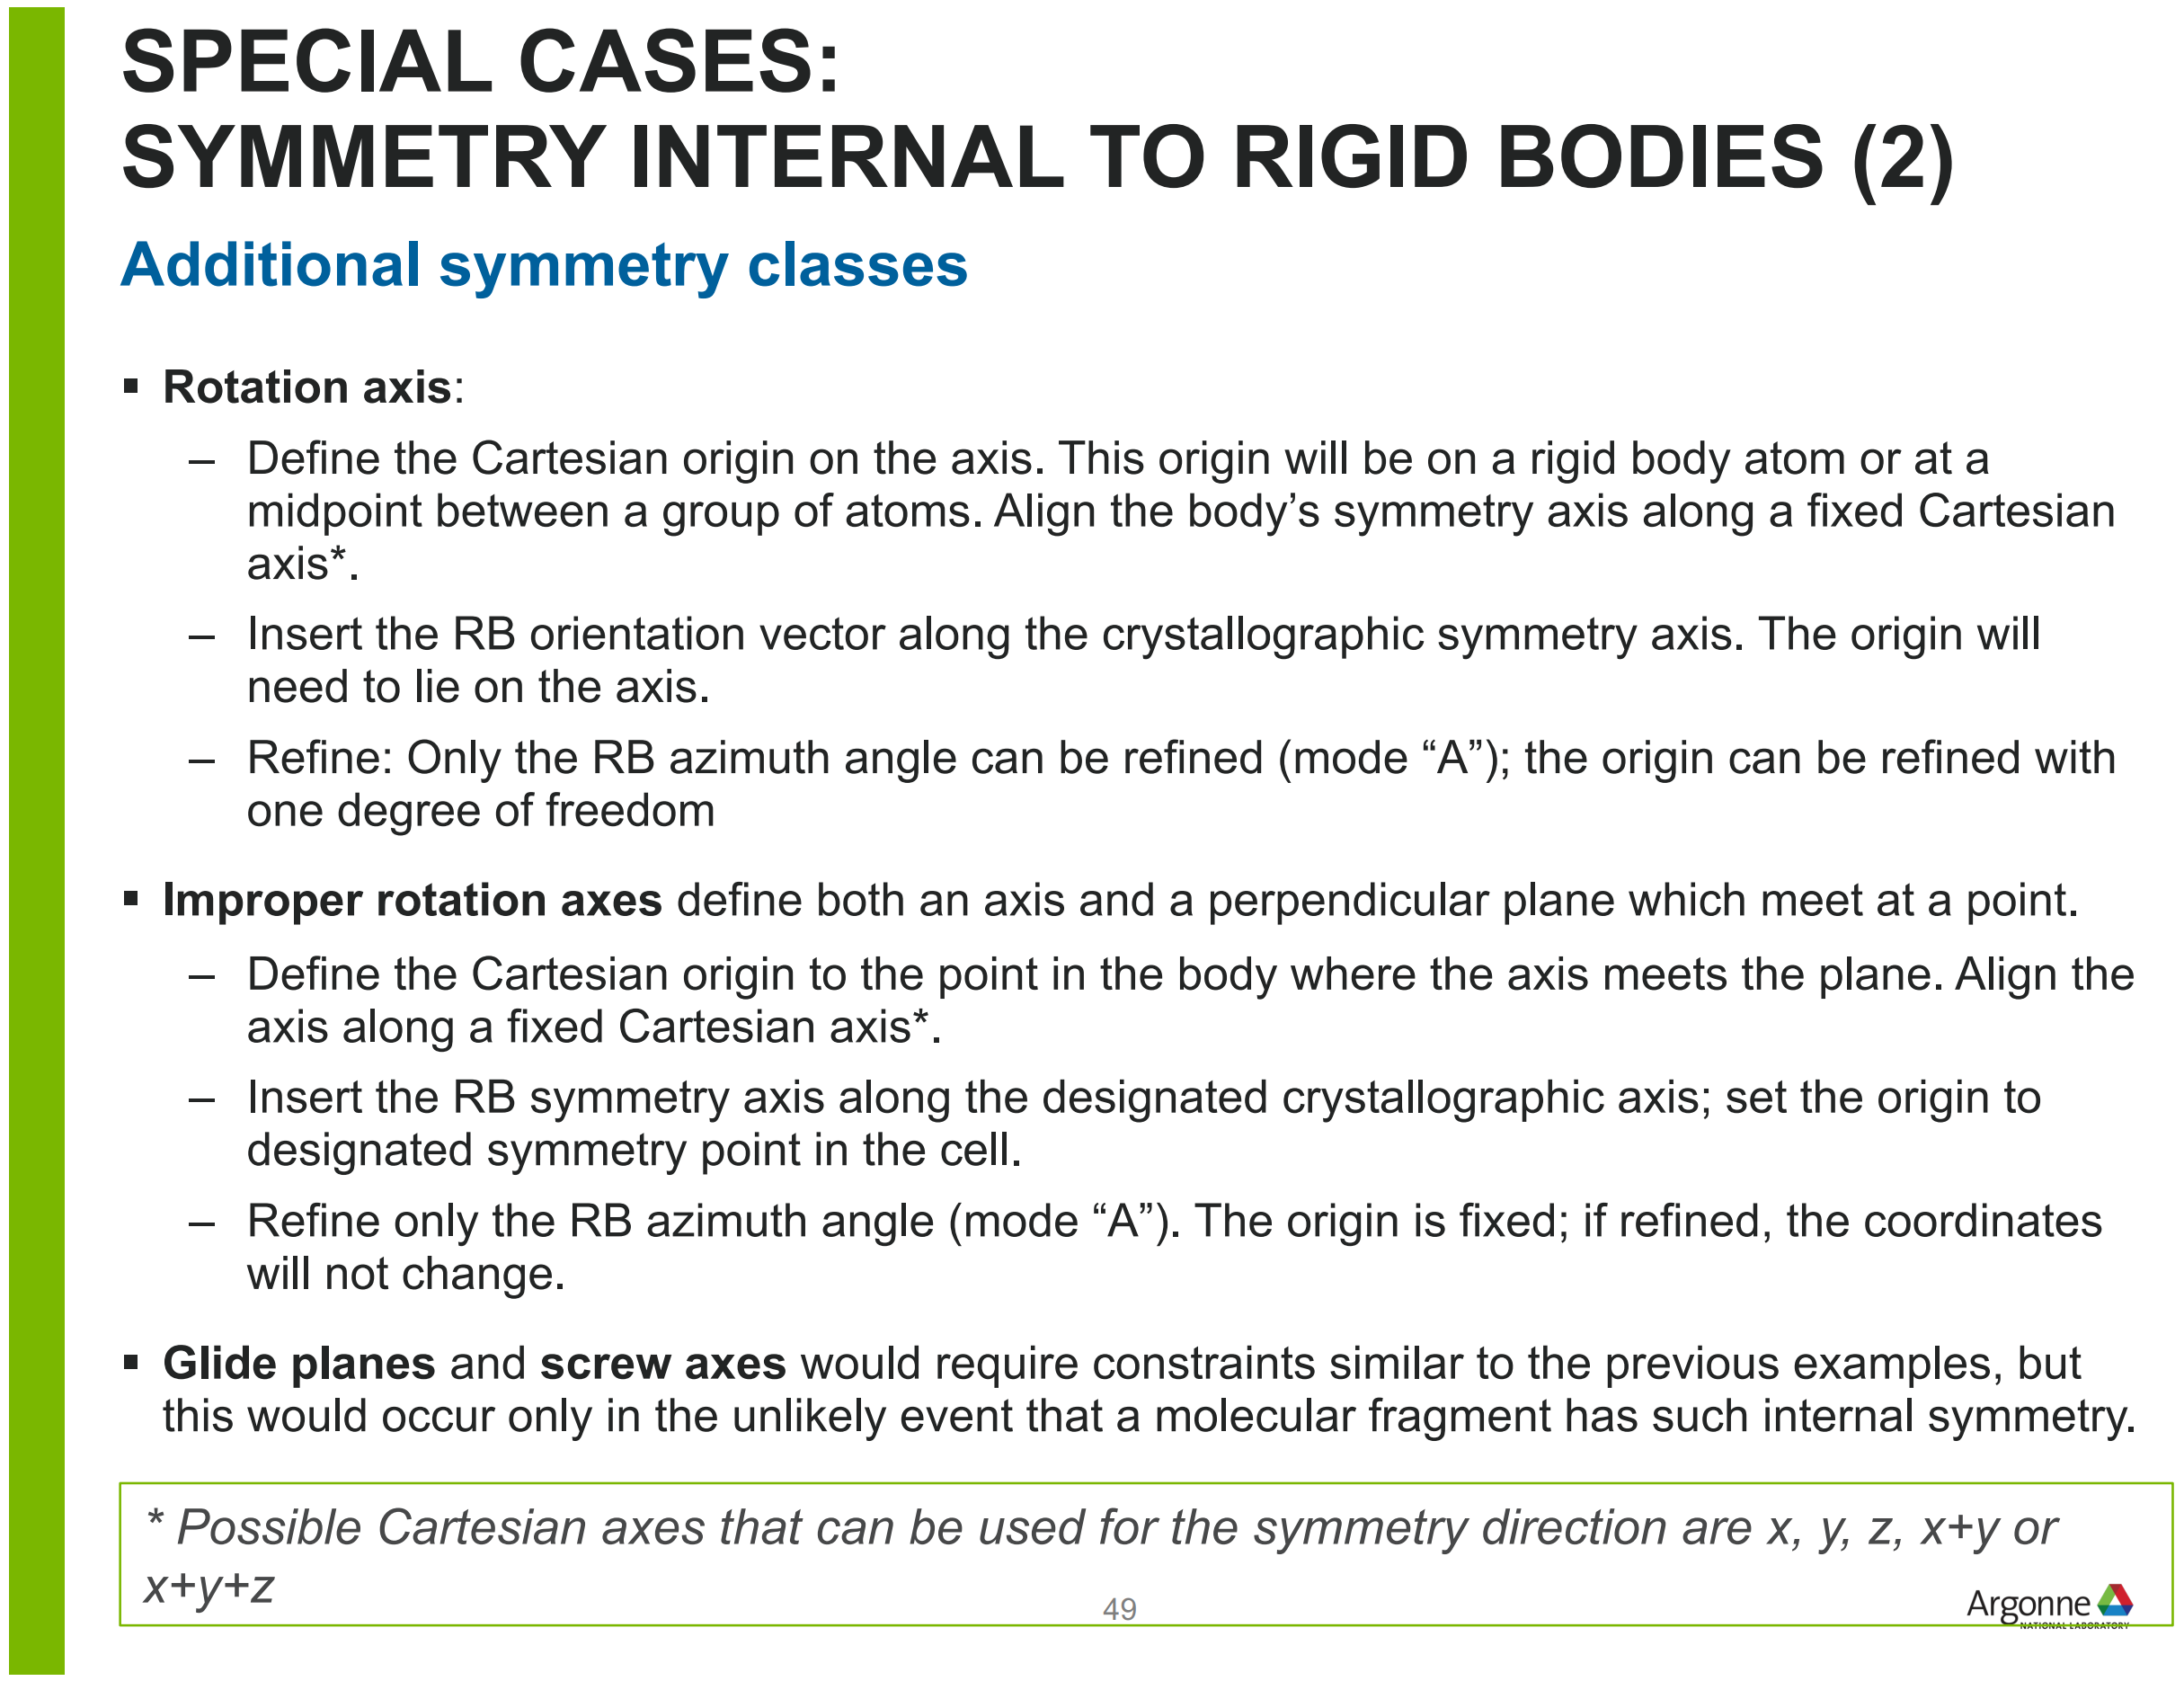 SPECIAL CASES:
SYMMETRY INTERNAL TO RIGID BODIES (2)
Additional symmetry classes
▪ Rotation axis:
– Define the Cartesian origin on the axis. This origin will be on a rigid body atom or at a
midpoint between a group of atoms. Align the body’s symmetry axis along a fixed Cartesian
axis*.
– Insert the RB orientation vector along the crystallographic symmetry axis. The origin will
need to lie on the axis.
– Refine: Only the RB azimuth angle can be refined (mode “A”); the origin can be refined with
one degree of freedom
▪ Improper rotation axes define both an axis and a perpendicular plane which meet at a point.
– Define the Cartesian origin to the point in the body where the axis meets the plane. Align the
axis along a fixed Cartesian axis*.
– Insert the RB symmetry axis along the designated crystallographic axis; set the origin to
designated symmetry point in the cell.
– Refine only the RB azimuth angle (mode “A”). The origin is fixed; if refined, the coordinates
will not change.
▪ Glide planes and screw axes would require constraints similar to the previous examples, but
this would occur only in the unlikely event that a molecular fragment has such internal symmetry.
* Possible Cartesian axes that can be used for the symmetry direction are x, y, z, x+y or
x+y+z
49
Argonne
NATIONAL LABORATORY